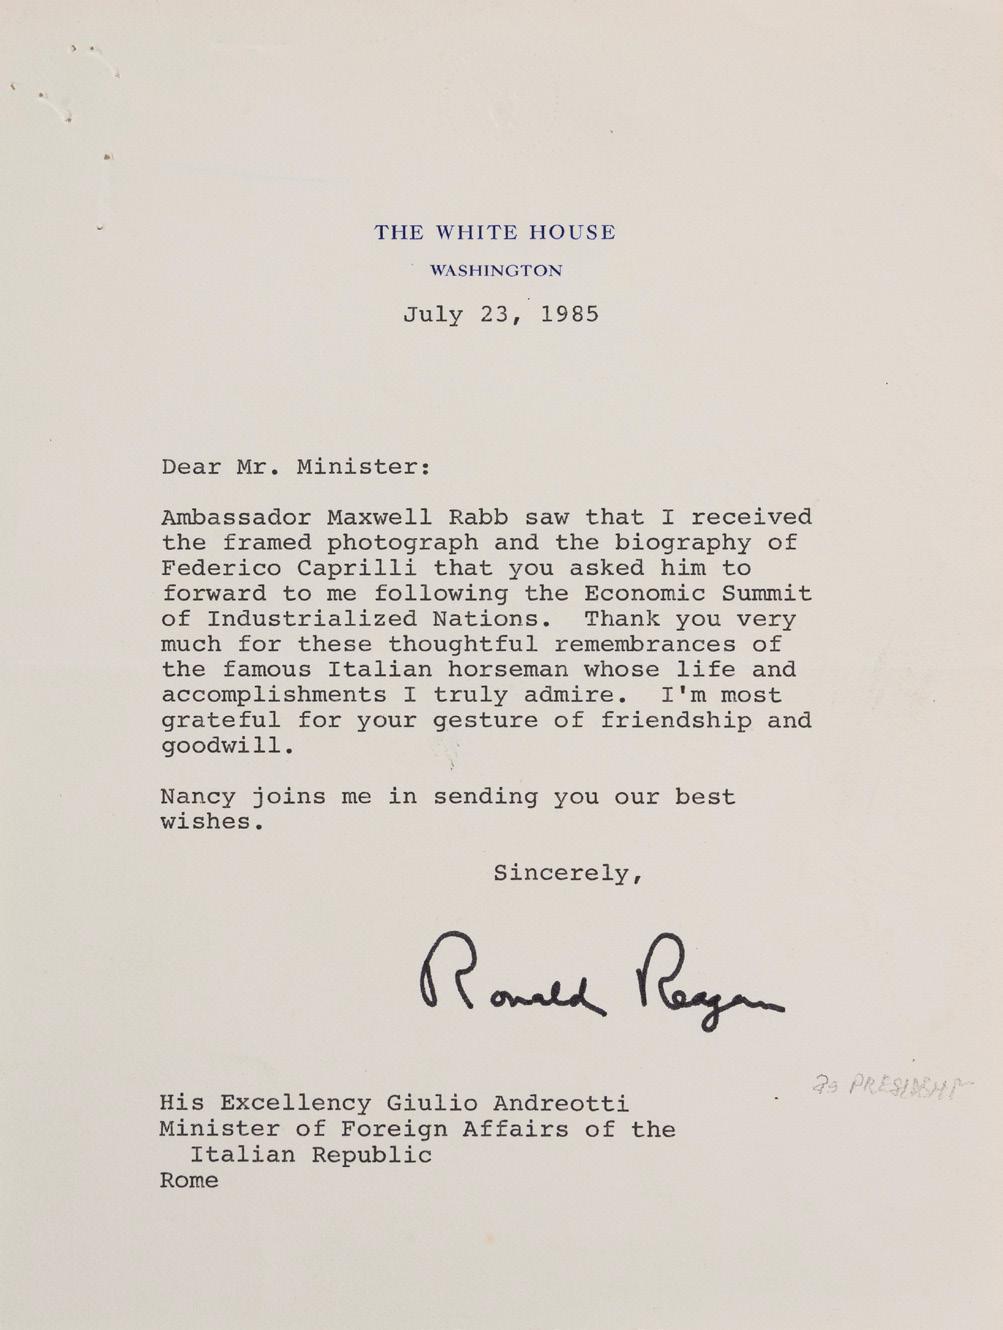 THE WHITE HOUSE
WASHINGTON
July 23, 1985
Dear Mr. Minister:
Ambassador Maxwell Rabb saw that I received
the framed photograph and the biography of
Federico Caprilli that you asked him to
forward to me following the Economic Summit
of Industrialized Nations.  Thank you very
much for these thoughtful remembrances of
the famous Italian horseman whose life and
accomplishments I truly admire.  I'm most
grateful for your gesture of friendship and
goodwill.
Nancy joins me in sending you our best
wishes.
Sincerely,
Ronald Reagan
His Excellency Giulio Andreotti
Minister of Foreign Affairs of the
Italian Republic
Rome